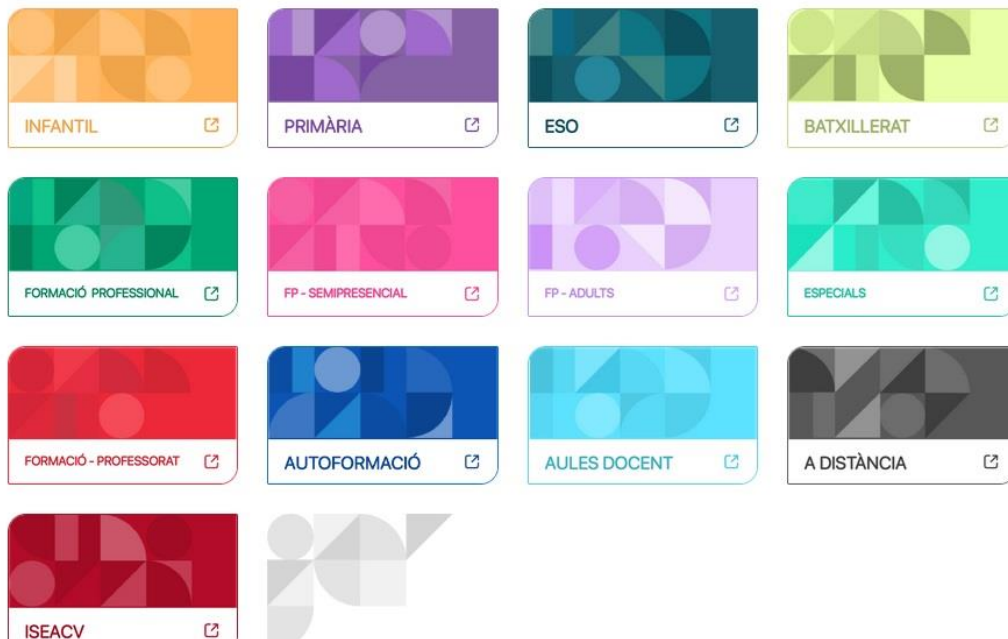 INFANTIL
PRIMÀRIA
ESO
BATXILLERAT
FORMACIÓ PROFESSIONAL
FP - SEMIPRESENCIAL
FP - ADULTS
ESPECIALS
FORMACIÓ - PROFESSORAT
AUTOFORMACIÓ
AULES DOCENT
A DISTÀNCIA
ISEACV